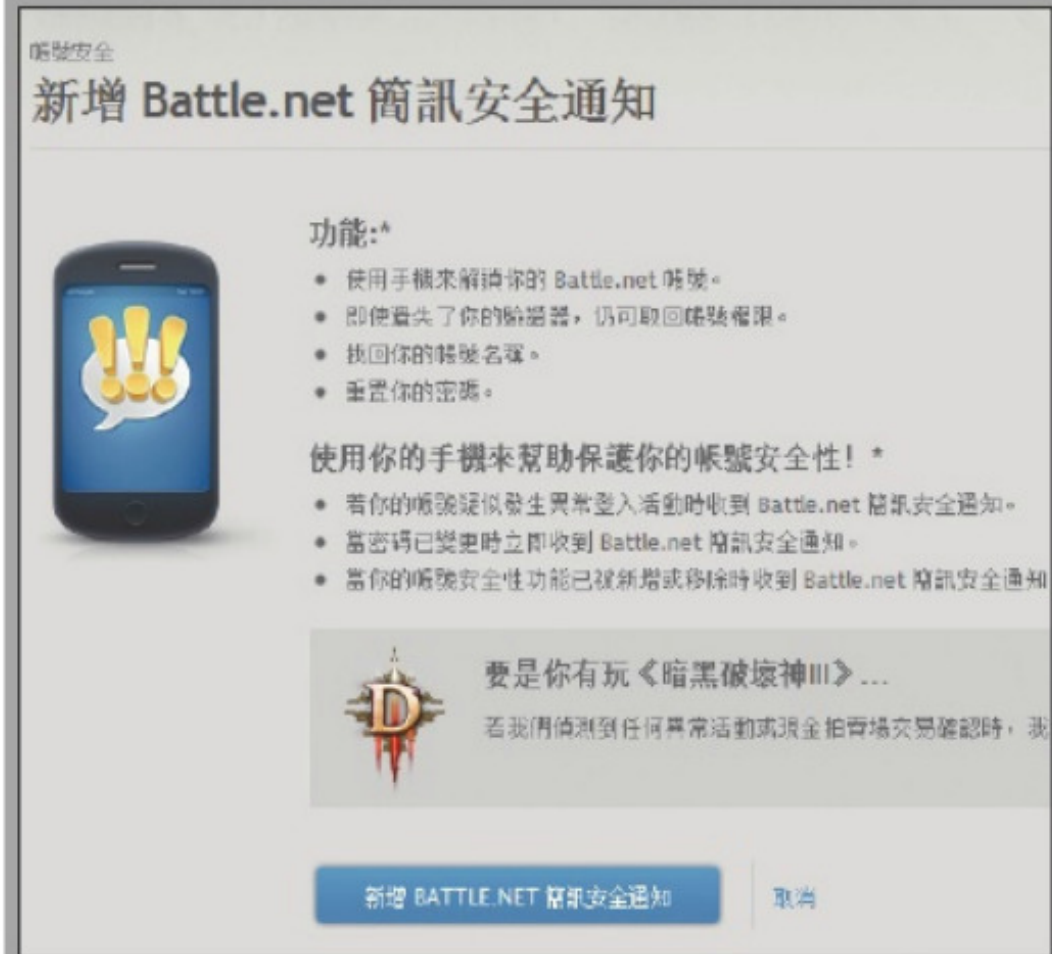 帳號安全
新增 Battle.net 簡訊安全通知
功能:*
• 使用手機來解鎖你的 Battle.net 帳號。
• 即使遺失了你的驗證器，仍可取回帳號權限。
• 找回你的帳號名稱。
• 重置你的密碼。
使用你的手機來幫助保護你的帳號安全性！*
• 若你的帳號疑似發生異常登入活動時收到 Battle.net 簡訊安全通知。
• 當密碼已變更時立即收到 Battle.net 簡訊安全通知。
• 當你的帳號安全性功能已被新增或移除時收到 Battle.net 簡訊安全通知
要是你有玩《暗黑破壞神III》...
若我們偵測到任何異常活動或現金拍賣場交易確認時，我
新增 BATTLE.NET 簡訊安全通知
取消